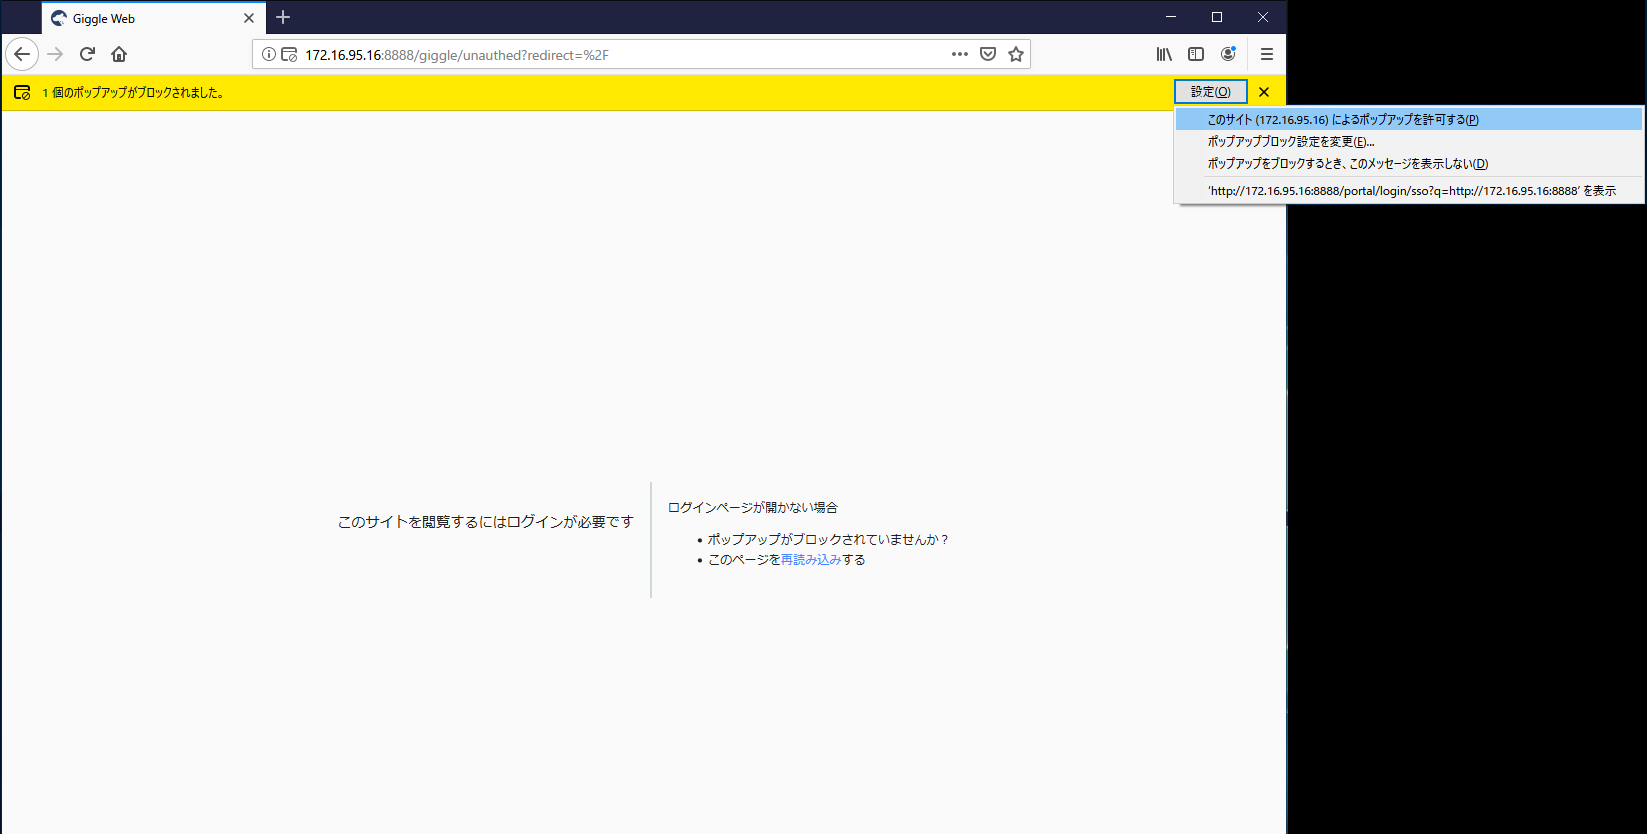 Giggle Web
172.16.95.16:8888/giggle/unauthed?redirect=%2F
1 個のポップアップがブロックされました。
設定(O)
このサイト (172.16.95.16) によるポップアップを許可する(P)
ポップアップブロック設定を変更(E)...
ポップアップをブロックするとき、このメッセージを表示しない(D)
'http://172.16.95.16:8888/portal/login/sso?q=http://172.16.95.16:8888' を表示
このサイトを閲覧するにはログインが必要です
ログインページが開かない場合
• ポップアップがブロックされていませんか？
• このページを再読み込みする